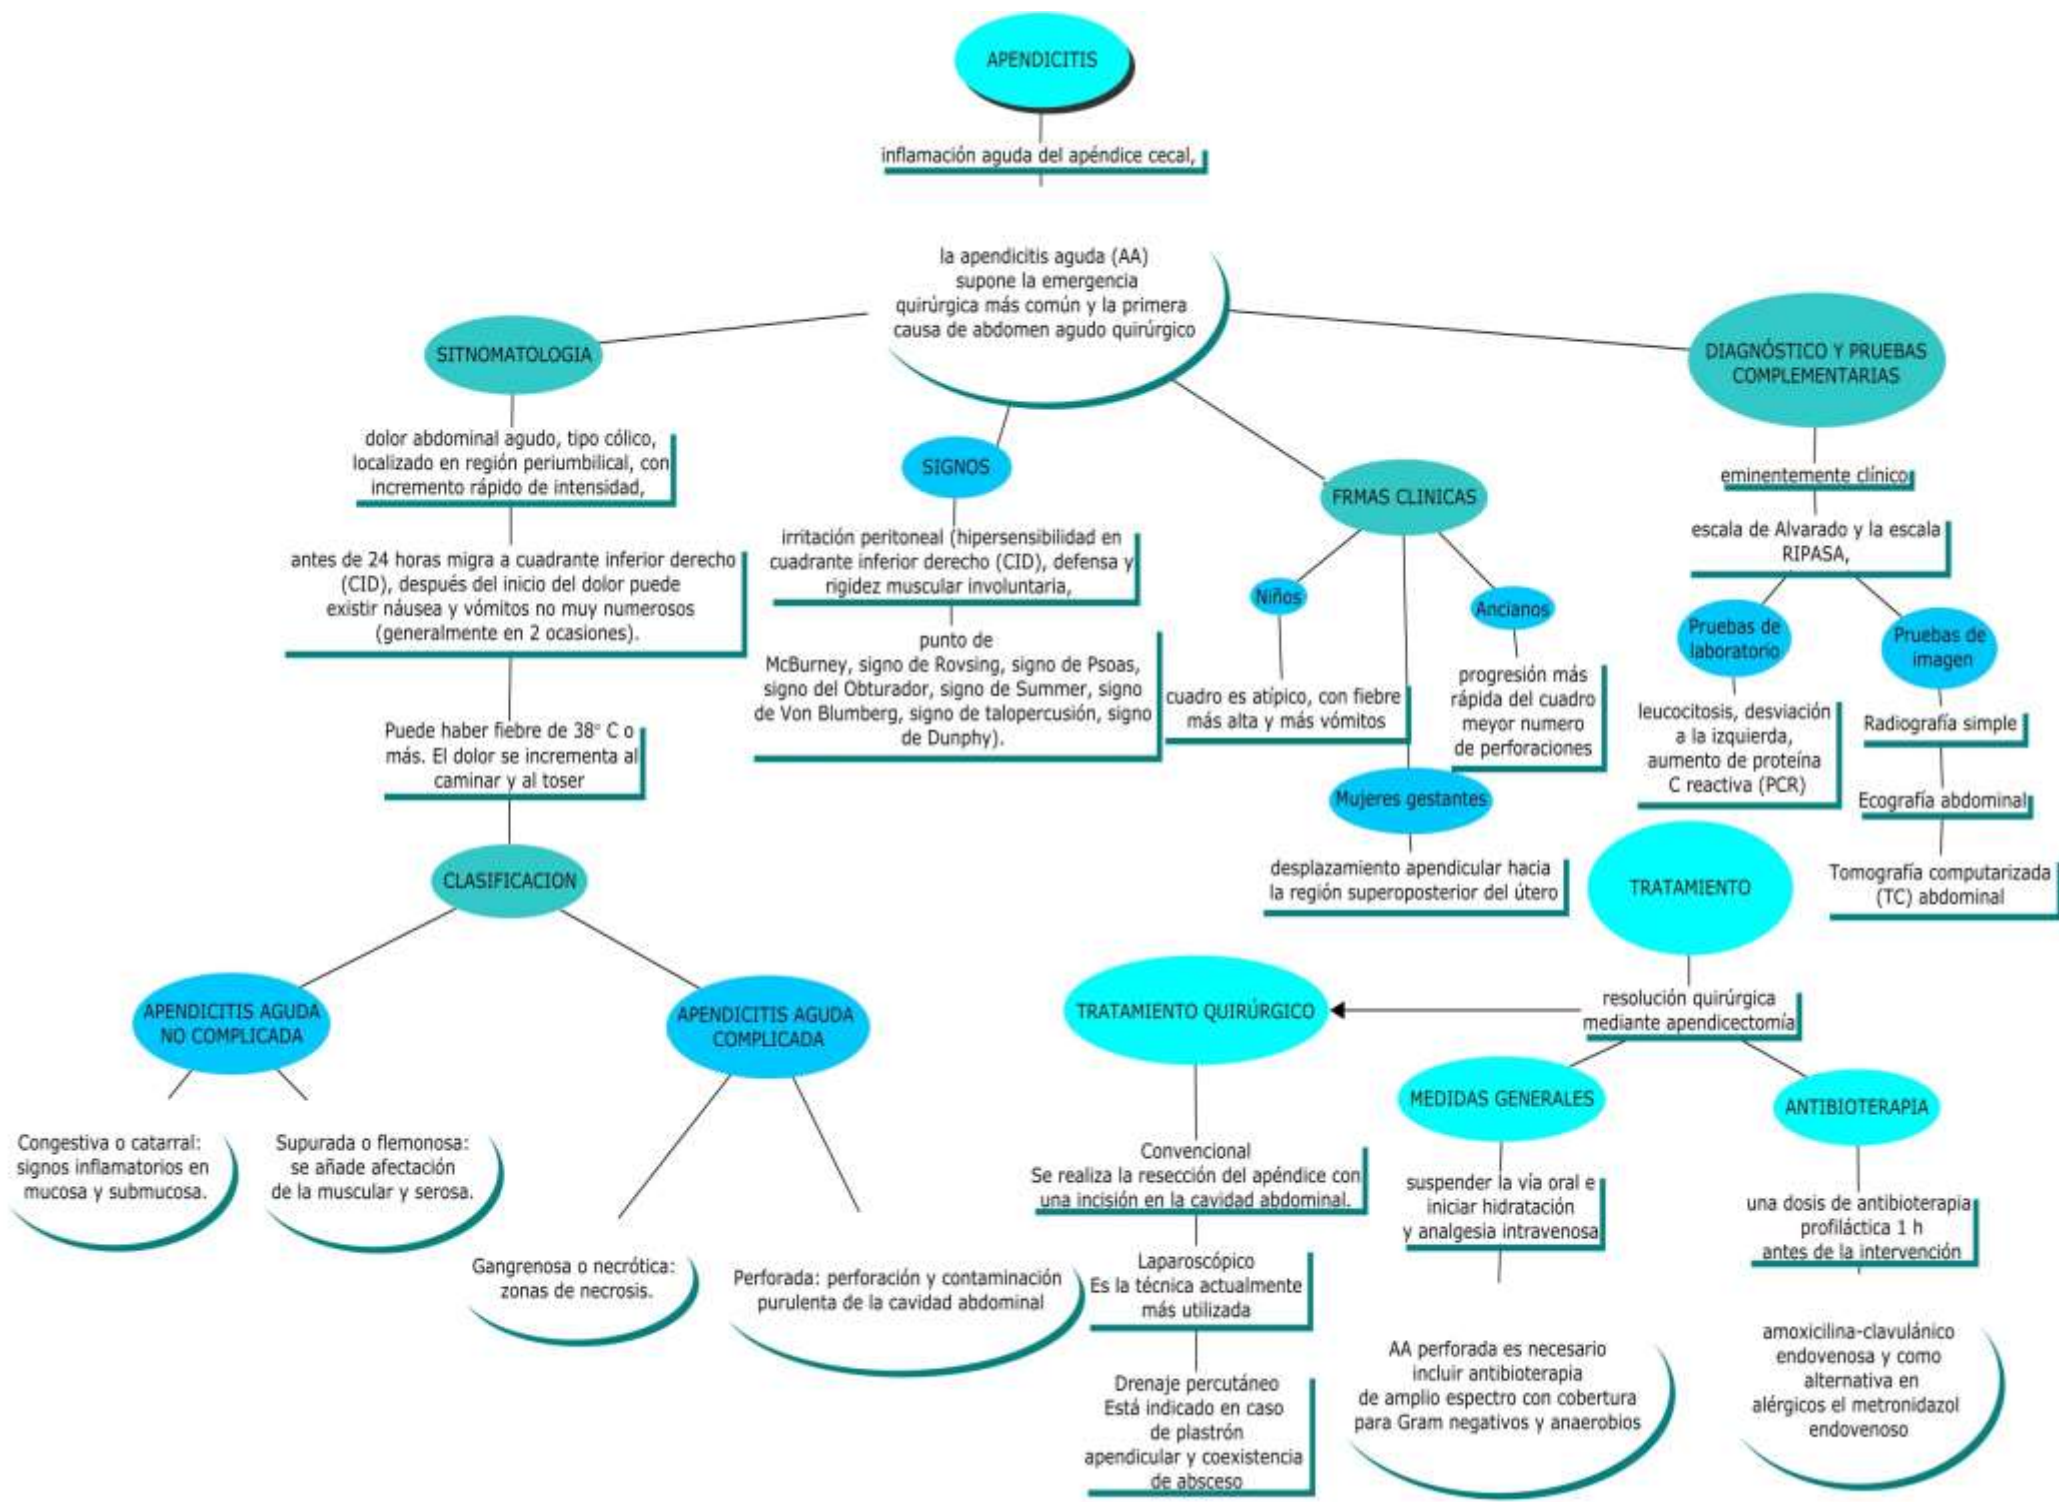 APENDICITIS
inflamación aguda del apéndice cecal,
la apendicitis aguda (AA)
supone la emergencia
quirúrgica más común y la primera
causa de abdomen agudo quirúrgico
SITNOMATOLOGIA
dolor abdominal agudo, tipo cólico,
localizado en región periumbilical, con
incremento rápido de intensidad,
antes de 24 horas migra a cuadrante inferior derecho
(CID), después del inicio del dolor puede
existir náusea y vómitos no muy numerosos
(generalmente en 2 ocasiones).
Puede haber fiebre de 38° C o
más. El dolor se incrementa al
caminar y al toser
CLASIFICACION
APENDICITIS AGUDA
NO COMPLICADA
Congestiva o catarral:
signos inflamatorios en
mucosa y submucosa.
Supurada o flemonosa:
se añade afectación
de la muscular y serosa.
APENDICITIS AGUDA
COMPLICADA
Gangrenosa o necrótica:
zonas de necrosis.
Perforada: perforación y contaminación
purulenta de la cavidad abdominal
SIGNOS
irritación peritoneal (hipersensibilidad en
cuadrante inferior derecho (CID), defensa y
rigidez muscular involuntaria,
punto de
McBurney, signo de Rovsing, signo de Psoas,
signo del Obturador, signo de Summer, signo
de Von Blumberg, signo de talopercusión, signo
de Dunphy).
FRMAS CLINICAS
Niños
cuadro es atípico, con fiebre
más alta y más vómitos
Mujeres gestantes
desplazamiento apendicular hacia
la región superoposterior del útero
Ancianos
progresión más
rápida del cuadro
meyor numero
de perforaciones
DIAGNÓSTICO Y PRUEBAS
COMPLEMENTARIAS
eminentemente clínico
escala de Alvarado y la escala
RIPASA,
Pruebas de
laboratorio
leucocitosis, desviación
a la izquierda,
aumento de proteína
C reactiva (PCR)
Pruebas de
imagen
Radiografía simple
Ecografía abdominal
Tomografía computarizada
(TC) abdominal
TRATAMIENTO
resolución quirúrgica
mediante apendicectomía
TRATAMIENTO QUIRÚRGICO
Convencional
Se realiza la resección del apéndice con
una incisión en la cavidad abdominal.
Laparoscópico
Es la técnica actualmente
más utilizada
Drenaje percutáneo
Está indicado en caso
de plastrón
apendicular y coexistencia
de absceso
MEDIDAS GENERALES
suspender la vía oral e
iniciar hidratación
y analgesia intravenosa
AA perforada es necesario
incluir antibioterapia
de amplio espectro con cobertura
para Gram negativos y anaerobios
ANTIBIOTERAPIA
una dosis de antibioterapia
profiláctica 1 h
antes de la intervención
amoxicilina-clavulánico
endovenosa y como
alternativa en
alérgicos el metronidazol
endovenoso